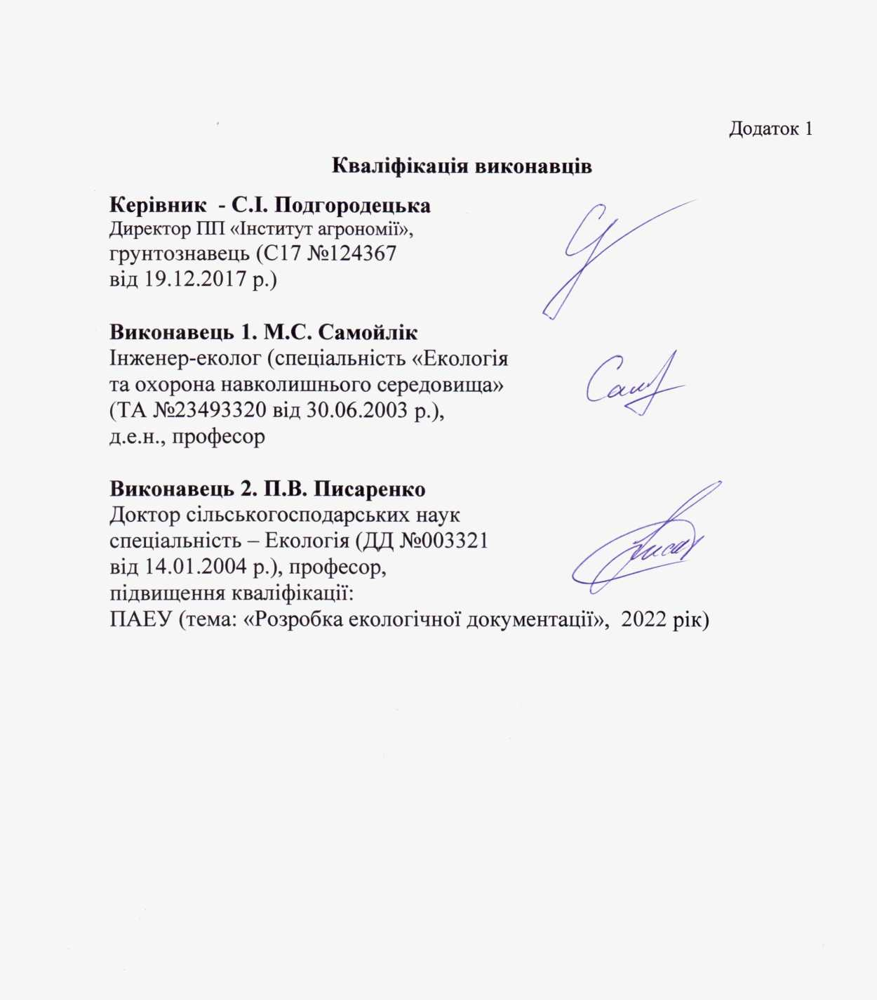 Додаток 1
Кваліфікація виконавців
Керівник - С.І. Подгородецька
Директор ПП «Інститут агрономії»,
грунтознавець (С17 №124367
від 19.12.2017 р.)
Виконавець 1. М.С. Самойлік
Інженер-еколог (спеціальність «Екологія
та охорона навколишнього середовища»
(ТА №23493320 від 30.06.2003 р.),
д.е.н., професор
Виконавець 2. П.В. Писаренко
Доктор сільськогосподарських наук
спеціальність – Екологія (ДД №003321
від 14.01.2004 р.), професор,
підвищення кваліфікації:
ПАЕУ (тема: «Розробка екологічної документації», 2022 рік)